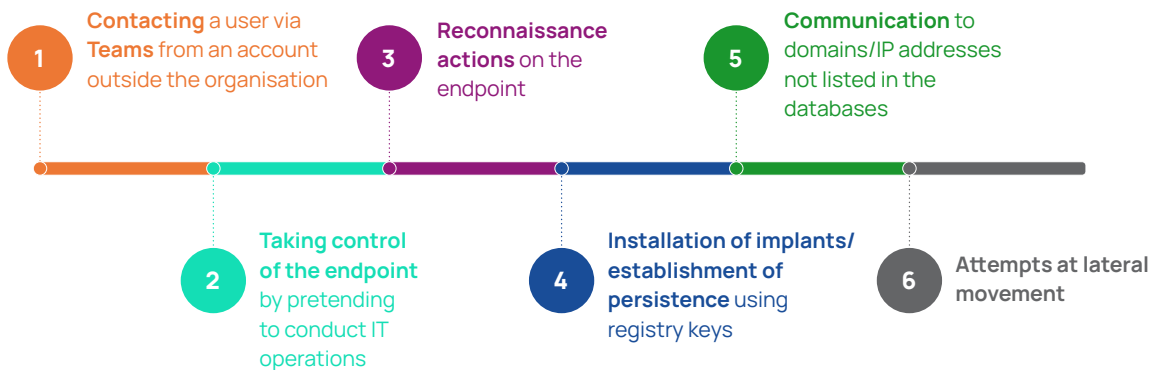 1
Contacting a user via
Teams from an account
outside the organisation
2
Taking control
of the endpoint
by pretending
to conduct IT
operations
3
Reconnaissance
actions on the
endpoint
4
Installation of implants/
establishment of
persistence using
registry keys
5
Communication to
domains/IP addresses
not listed in the
databases
6
Attempts at lateral
movement